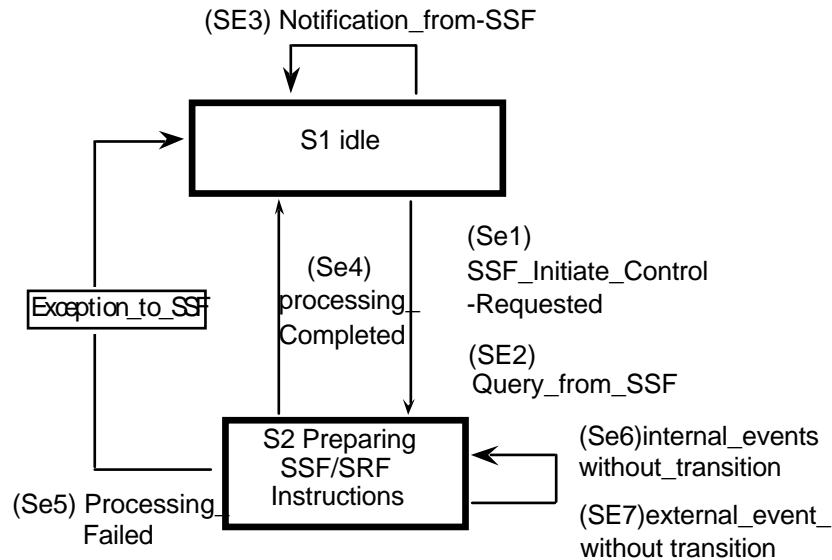 (SE3) Notification_from-SSF
S1 idle
(Se1)
SSF_Initiate_Control
-Requested
(Se4)
processing_
Completed
Exception_to_SSF
(SE2)
Query_from_SSF
S2 Preparing
SSF/SRF
Instructions
(Se6)internal_events
without_transition
(Se5) Processing_
Failed
(SE7)external_event_
without transition